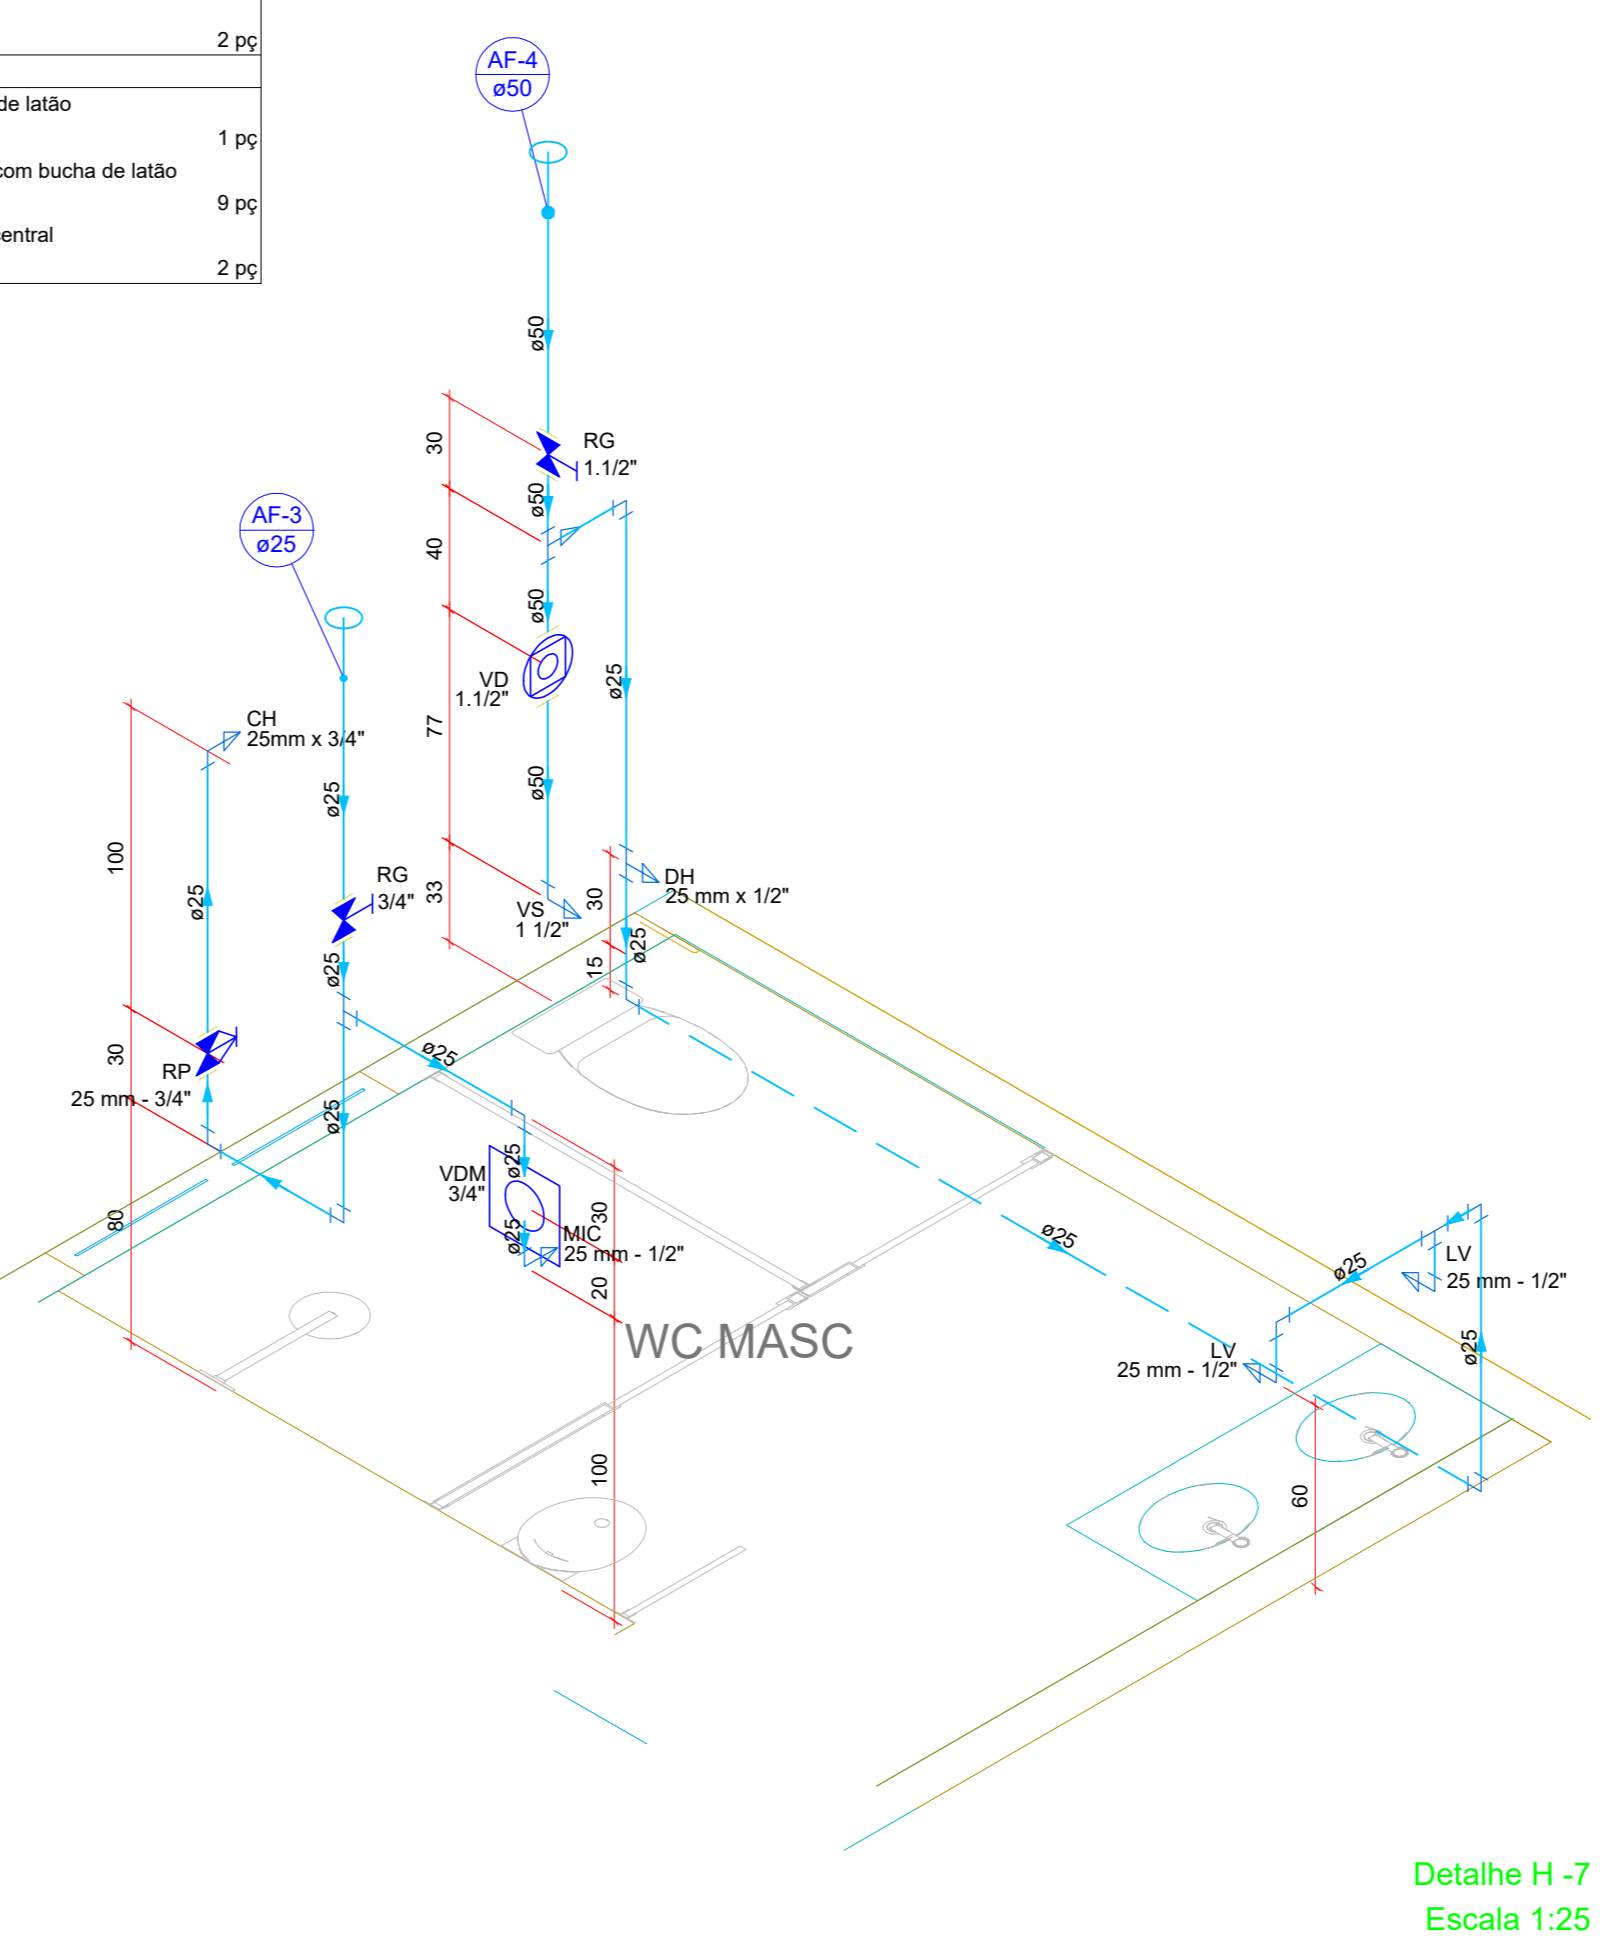 2 pç
de latão
1 pç
com bucha de latão
9 pç
central
2 pç
AF-4
ø50
ø50
30
RG
1.1/2"
ø50
AF-3
ø25
40
ø50
VD
1.1/2"
ø25
77
CH
25mm x 3/4"
ø25
ø50
100
RG
3/4"
ø25
33
VS
1 1/2"
30
DH
25 mm x 1/2"
ø25
15
ø25
30
RP
25 mm - 3/4"
ø25
ø25
ø25
VDM
3/4"
30
ø25
MIC
25 mm - 1/2"
80
20
ø25
ø25
LV
25 mm - 1/2"
WC MASC
LV
25 mm - 1/2"
ø25
100
60
Detalhe H -7
Escala 1:25